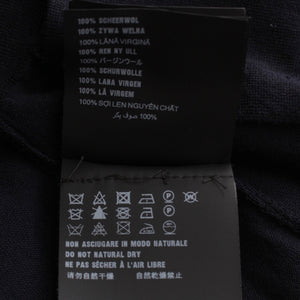 100% SCHEERWOL
100% ZYWA WELNA
100% LÂNĂ VIRGINĂ
100% REN NY ULL
100% バージンウール
100% SCHURWOLLE
100% LANA VIRGEN
100% LÃ VIRGEM
100% SỢI LEN NGUYÊN CHẤT
100% صوف بكر
NON ASCIUGARE IN MODO NATURALE
DO NOT NATURAL DRY
NE PAS SÉCHER À L'AIR LIBRE
请勿自然干燥 自然乾燥禁止